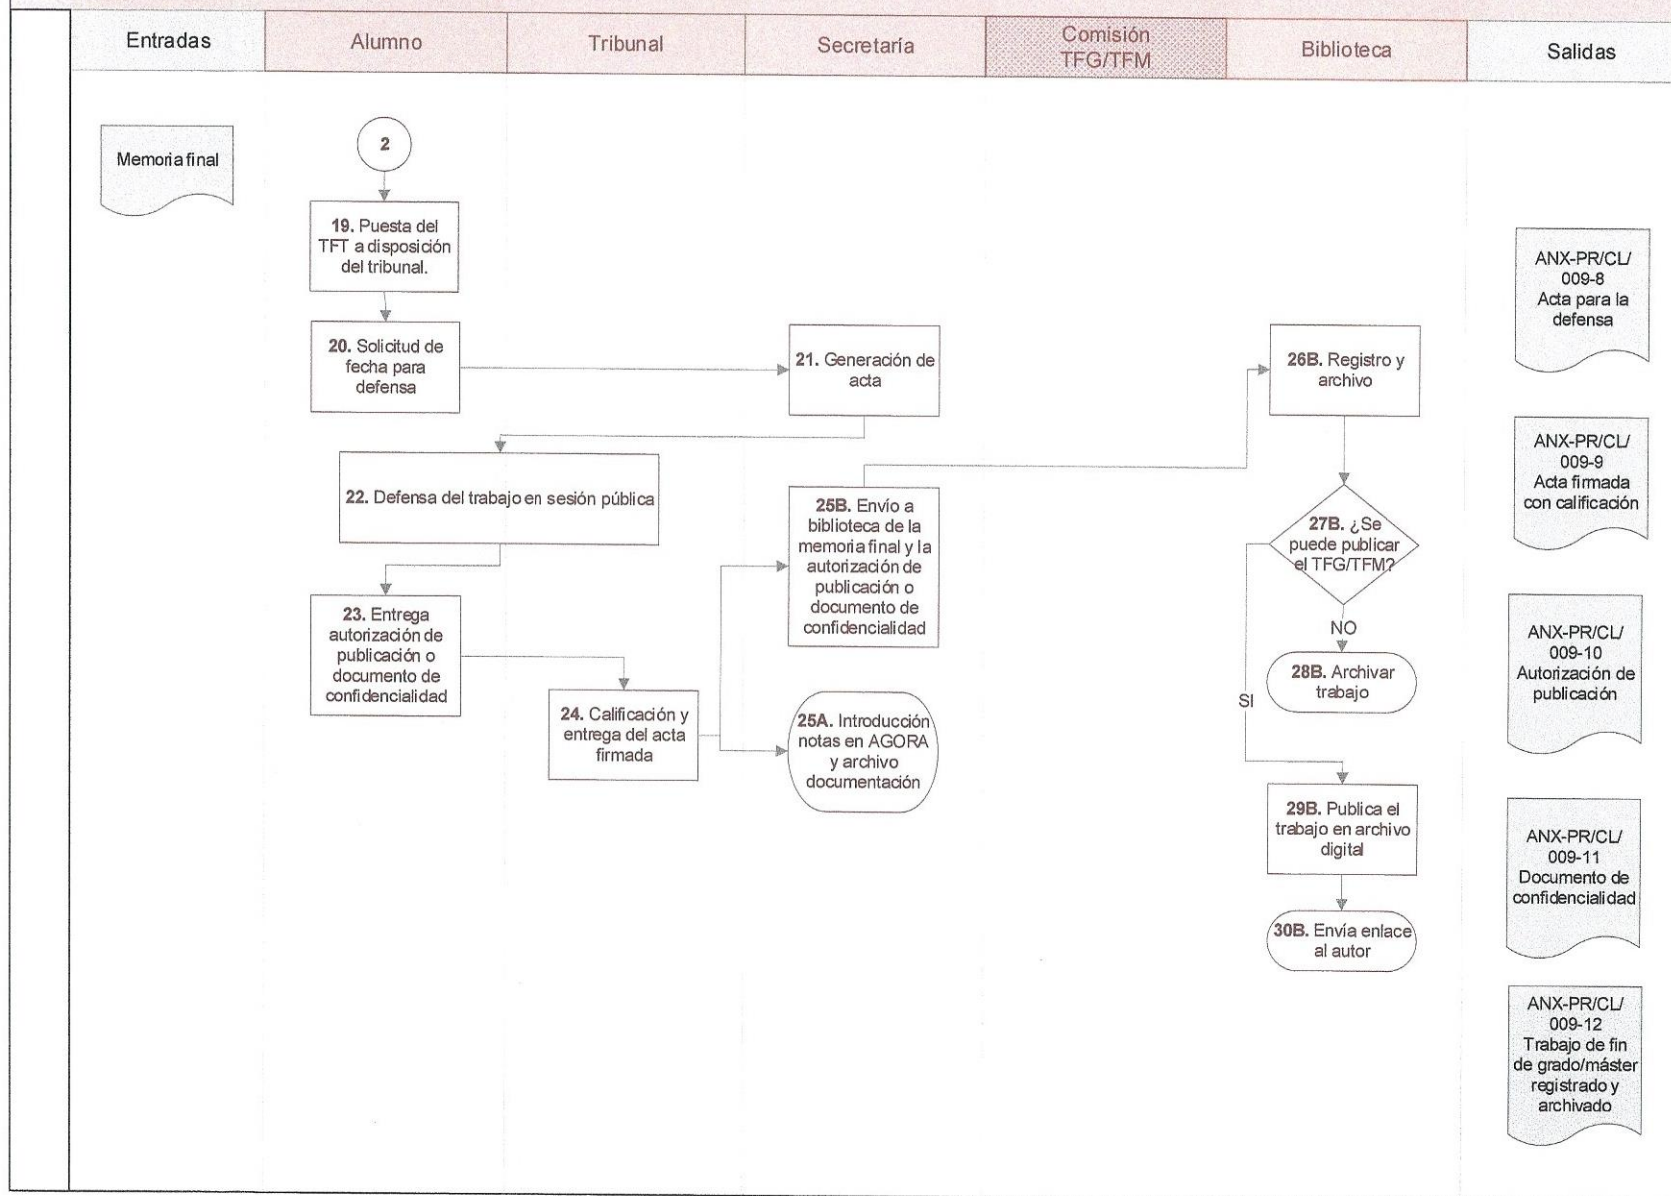 Entradas
Alumno
Tribunal
Secretaría
Comisión
TFG/TFM
Biblioteca
Salidas
Memoria final
2
19. Puesta del
TFT a disposición
del tribunal.
20. Solicitud de
fecha para
defensa
21. Generación de
acta
22. Defensa del trabajo en sesión pública
23. Entrega
autorización de
publicación o
documento de
confidencialidad
24. Calificación y
entrega del acta
firmada
25B. Envío a
biblioteca de la
memoria final y la
autorización de
publicación o
documento de
confidencialidad
25A. Introducción
notas en AGORA
y archivo
documentación
26B. Registro y
archivo
27B. ¿Se
puede publicar
el TFG/TFM?
NO
28B. Archivar
trabajo
SI
29B. Publica el
trabajo en archivo
digital
30B. Envía enlace
al autor
ANX-PR/CL/
009-8
Acta para la
defensa
ANX-PR/CL/
009-9
Acta firmada
con calificación
ANX-PR/CL/
009-10
Autorización de
publicación
ANX-PR/CL/
009-11
Documento de
confidencialidad
ANX-PR/CL/
009-12
Trabajo de fin
de grado/máster
registrado y
archivado